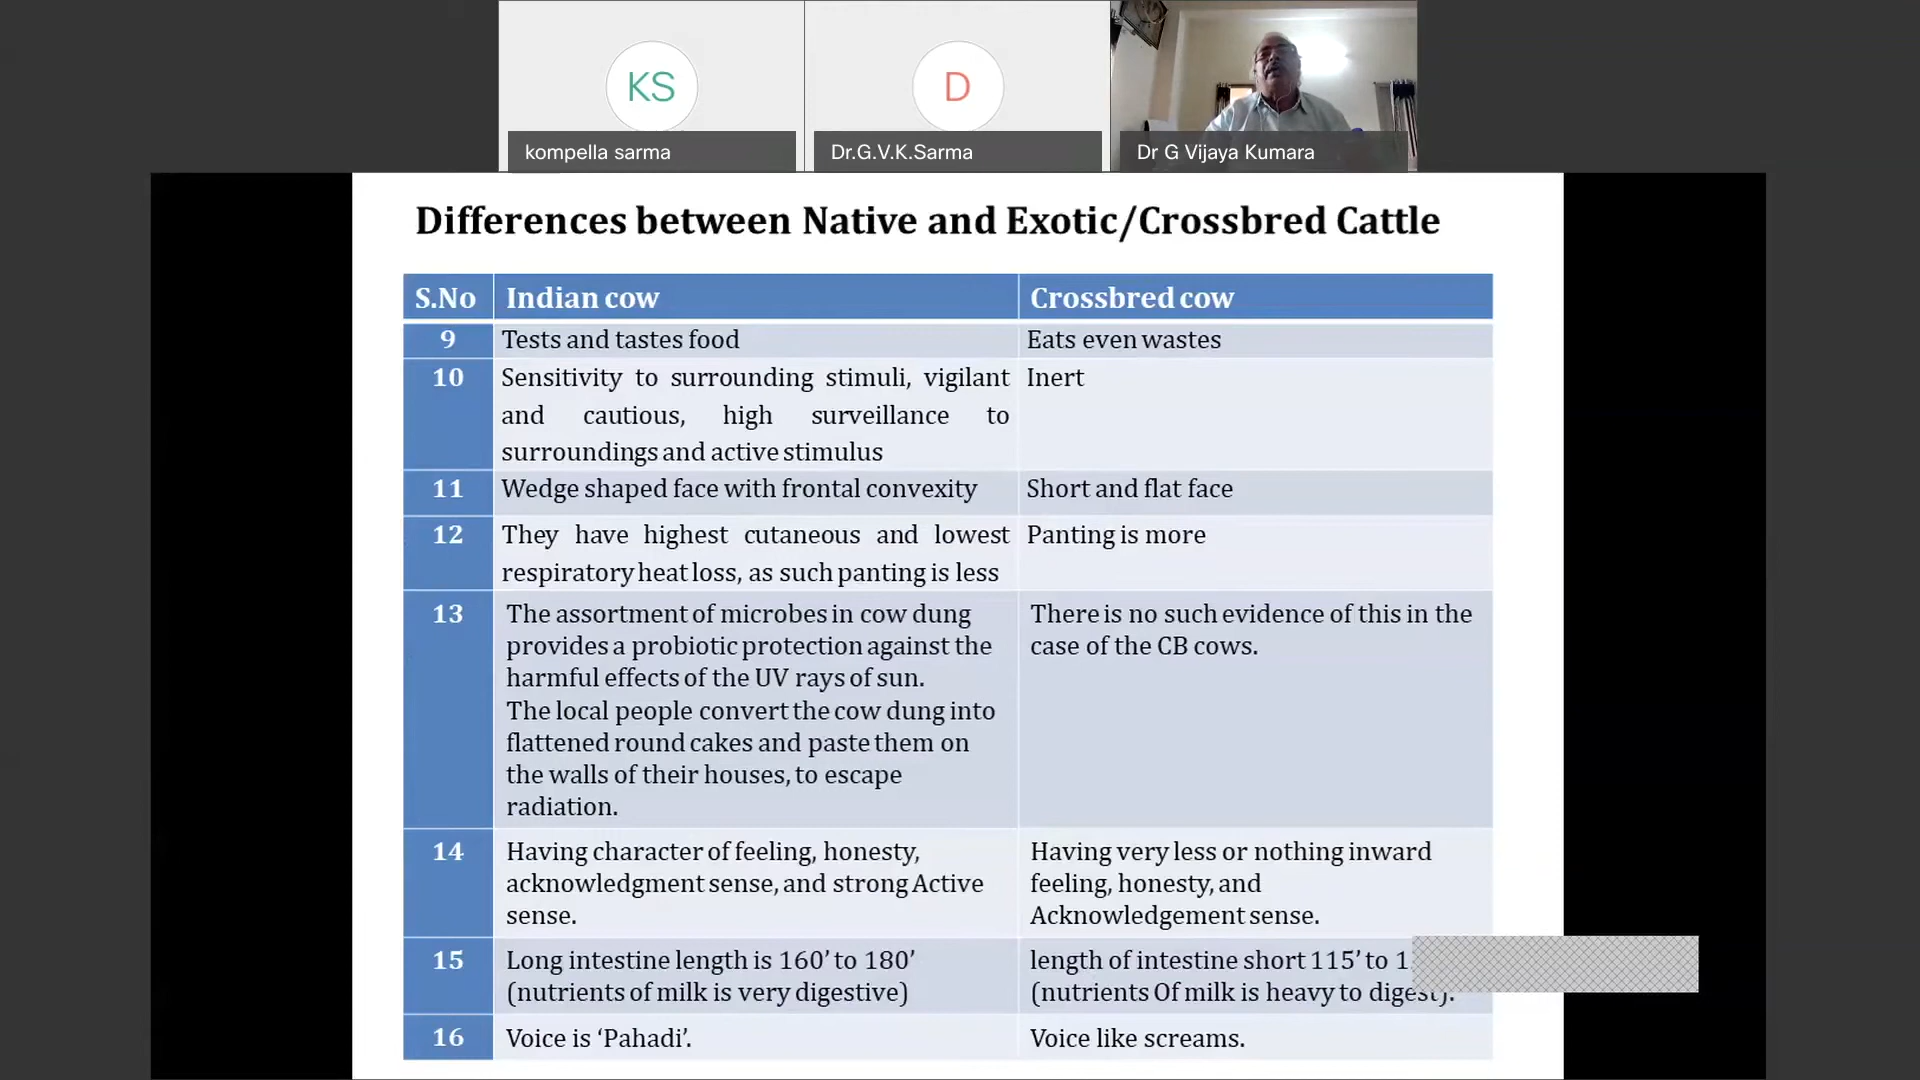 KS
D
kompella sarma
Dr.G.V.K.Sarma
Dr G Vijaya Kumara
Differences between Native and Exotic/Crossbred Cattle
S.No Indian cow Crossbred cow
9 Tests and tastes food Eats even wastes
10 Sensitivity to surrounding stimuli, vigilant Inert
and cautious, high surveillance to
surroundings and active stimulus
11 Wedge shaped face with frontal convexity Short and flat face
12 They have highest cutaneous and lowest Panting is more
respiratory heat loss, as such panting is less
13 The assortment of microbes in cow dung There is no such evidence of this in the
provides a probiotic protection against the case of the CB cows.
harmful effects of the UV rays of sun.
The local people convert the cow dung into
flattened round cakes and paste them on
the walls of their houses, to escape
radiation.
14 Having character of feeling, honesty, Having very less or nothing inward
acknowledgment sense, and strong Active feeling, honesty, and
sense. Acknowledgement sense.
15 Long intestine length is 160’ to 180’ length of intestine short 115’ to
(nutrients of milk is very digestive) (nutrients Of milk is heavy to digest).
16 Voice is ‘Pahadi’. Voice like screams.